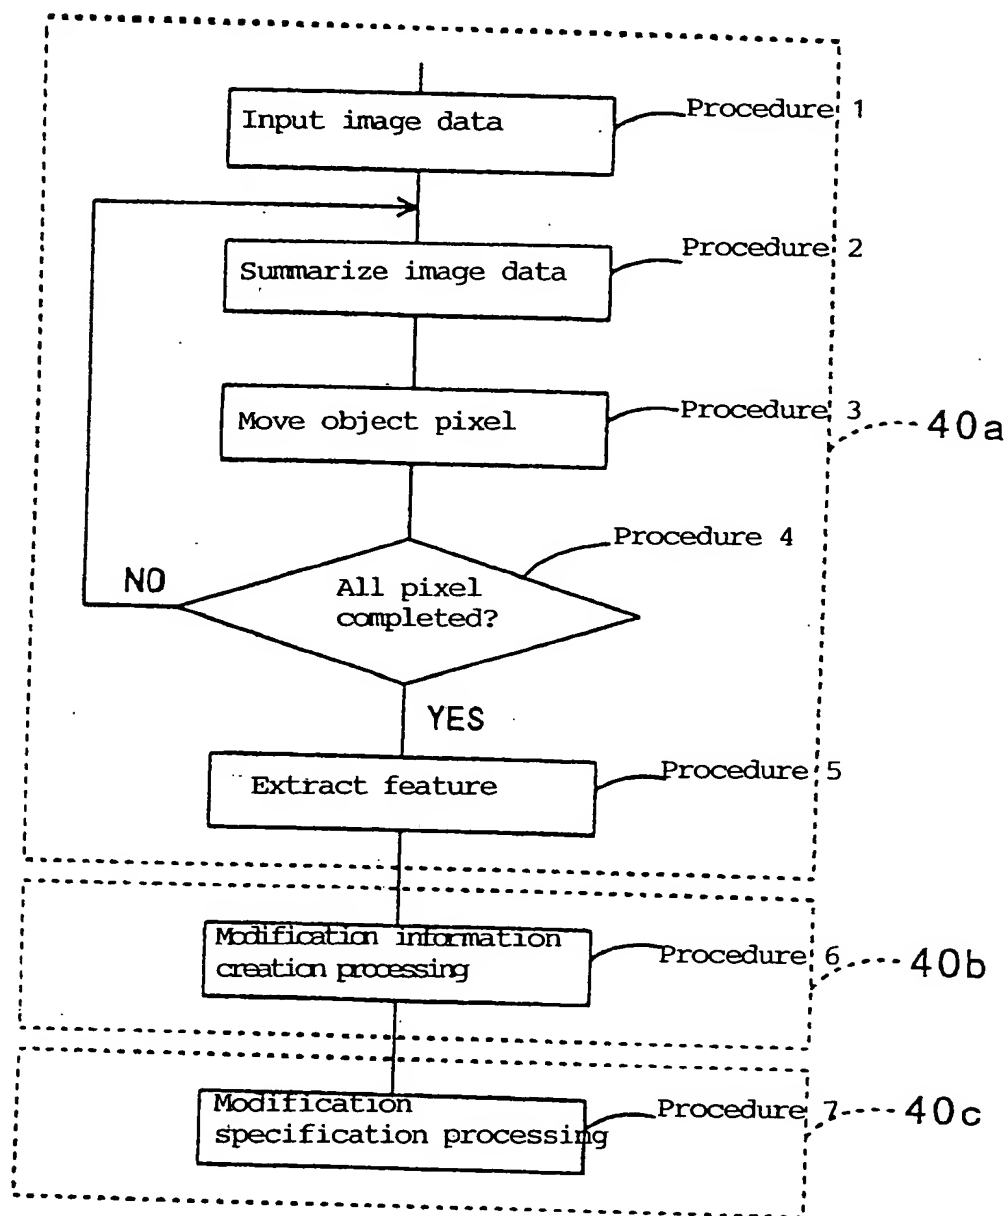 Input image data
Procedure 1
Summarize image data
Procedure 2
Move object pixel
Procedure 3
40a
Procedure 4
All pixel
completed?
NO
YES
Extract feature
Procedure 5
Modification information
creation processing
Procedure 6
40b
Modification
specification processing
Procedure 7
40c